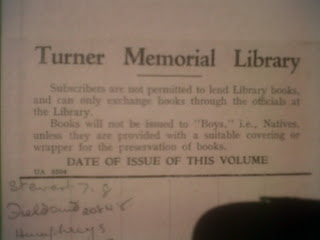 Turner Memorial Library
Subscribers are not permitted to lend Library books,
and can only exchange books through the officials at
the Library.
Books will not be issued to "Boys," i.e., Natives,
unless they are provided with a suitable covering or
wrapper for the preservation of books.
DATE OF ISSUE OF THIS VOLUME
Stewart J. G
Humphreys